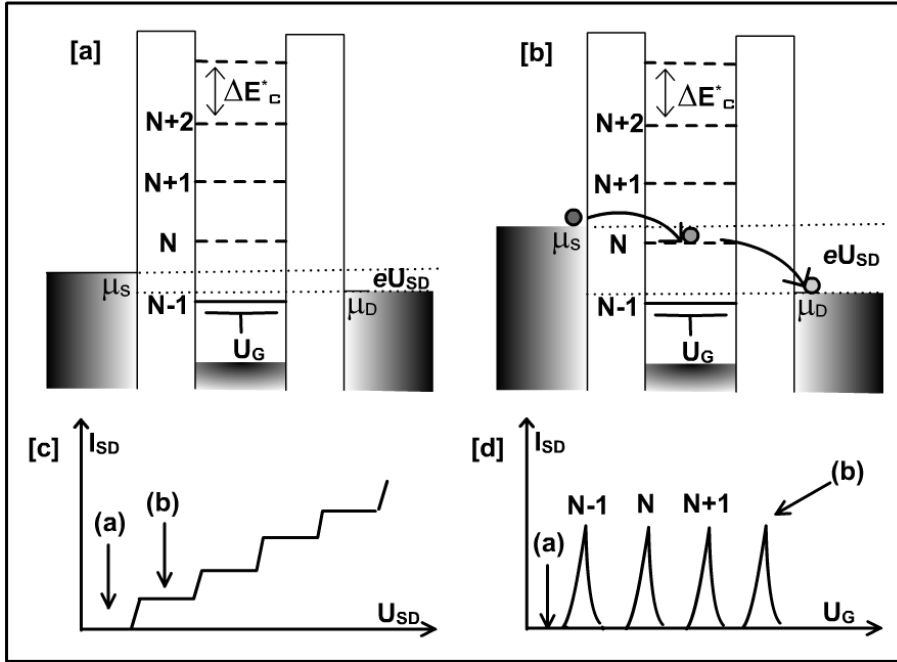 [a]
ΔE*c
N+2
N+1
N
μS
eUSD
N-1
μD
UG
[b]
ΔE*c
N+2
N+1
μS
N
eUSD
N-1
μD
UG
[c]
ISD
(a)
(b)
USD
[d]
ISD
N-1 N N+1
(b)
(a)
UG